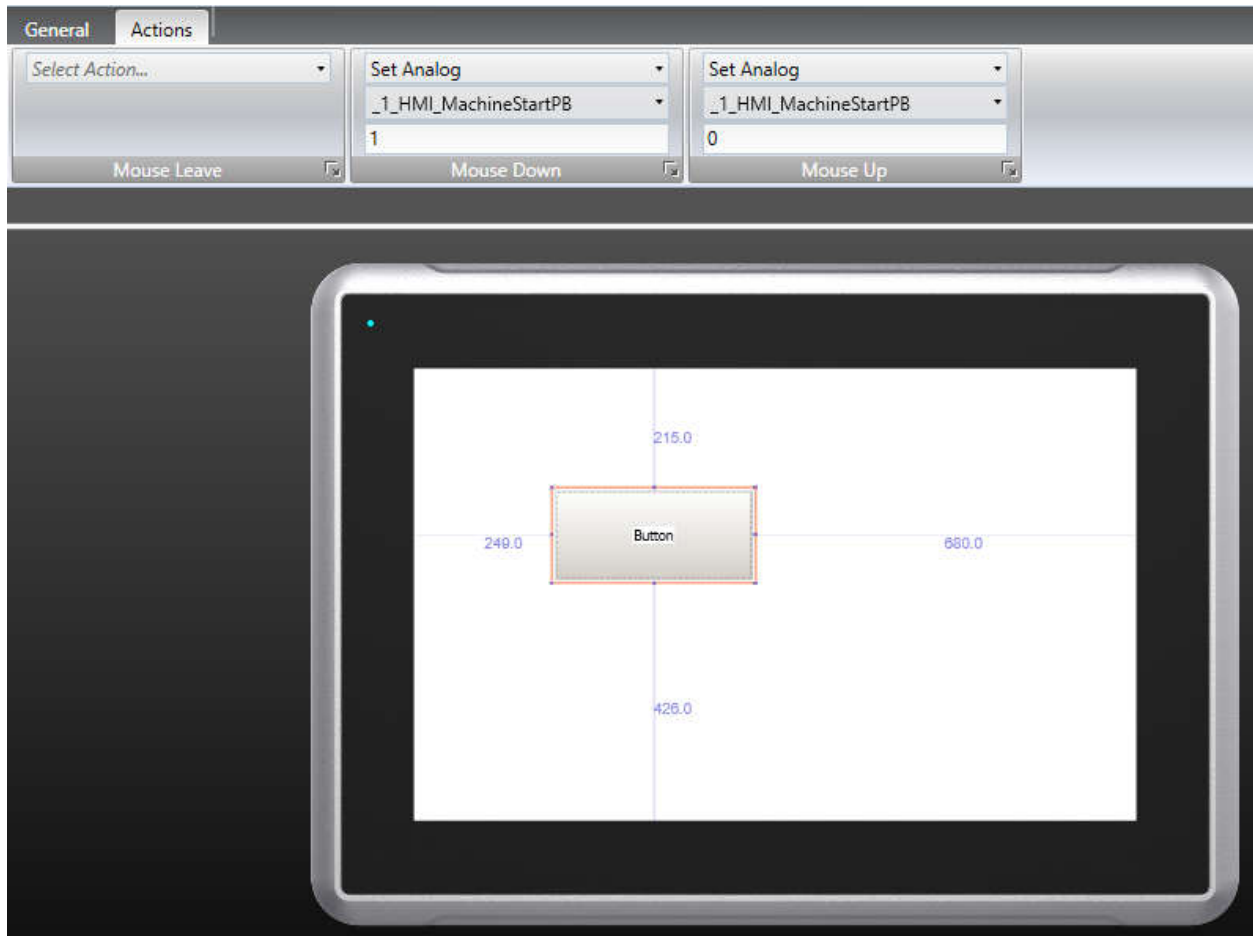 General Actions
Select Action... Set Analog Set Analog
_1_HMI_MachineStartPB _1_HMI_MachineStartPB
1 0
Mouse Leave Mouse Down Mouse Up
215.0
249.0 Button 680.0
426.0